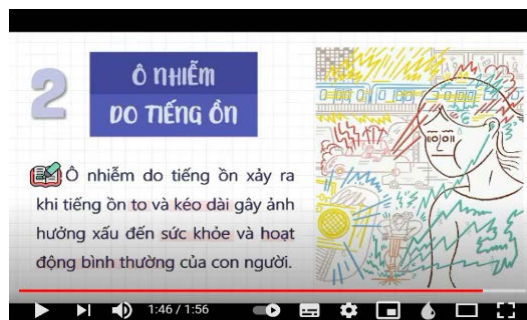 2
Ô NHIỄM
DO TIẾNG ỒN
Ô nhiễm do tiếng ồn xảy ra
khi tiếng ồn to và kéo dài gây ảnh
hưởng xấu đến sức khỏe và hoạt
động bình thường của con người.
1:46 / 1:56